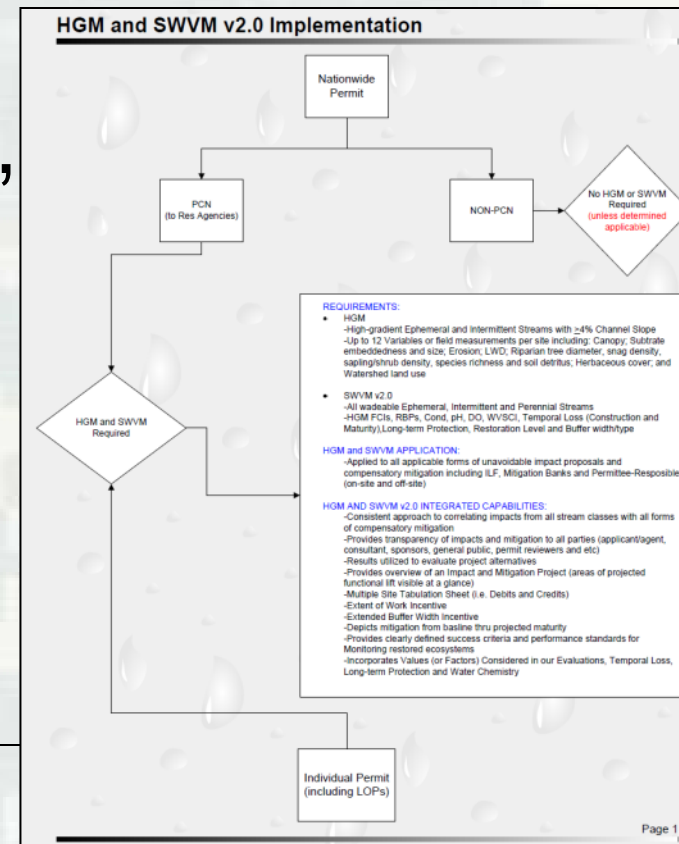 HGM and SWVM v2.0 Implementation
,
Nationwide
Permit
PCN
(to Res Agencies)
NON-PCN
No HGM or SWVM
Required
(unless determined
applicable)
REQUIREMENTS:
• HGM
-High-gradient Ephemeral and Intermittent Streams with ≥4% Channel Slope
-Up to 12 Variables or field measurements per site including: Canopy; Subtrate
embeddedness and size; Erosion; LWD; Riparian tree diameter, snag density,
sapling/shrub density, species richness and soil detritus; Herbaceous cover; and
Watershed land use
• SWVM v2.0
-All wadeable Ephemeral, Intermittent and Perennial Streams
-HGM FCIs, RBPs, Cond, pH, DO, WVSCI, Temporal Loss (Construction and
Maturity),Long-term Protection, Restoration Level and Buffer width/type
HGM and SWVM APPLICATION:
-Applied to all applicable forms of unavoidable impact proposals and
compensatory mitigation including ILF, Mitigation Banks and Permittee-Resposible
(on-site and off-site)
HGM AND SWVM v2.0 INTEGRATED CAPABILITIES:
-Consistent approach to correlating impacts from all stream classes with all forms
of compensatory mitigation
-Provides transparency of impacts and mitigation to all parties (applicant/agent,
consultant, sponsors, general public, permit reviewers and etc)
-Results utilized to evaluate project alternatives
-Provides overview of an Impact and Mitigation Project (areas of projected
functional lift visible at a glance)
-Multiple Site Tabulation Sheet (i.e. Debits and Credits)
-Extent of Work Incentive
-Extended Buffer Width Incentive
-Depicts mitigation from basline thru projected maturity
-Provides clearly defined success criteria and performance standards for
Monitoring restored ecosystems
-Incorporates Values (or Factors) Considered in our Evaluations, Temporal Loss,
Long-term Protection and Water Chemistry
HGM and SWVM
Required
Individual Permit
(including LOPs)
Page 1